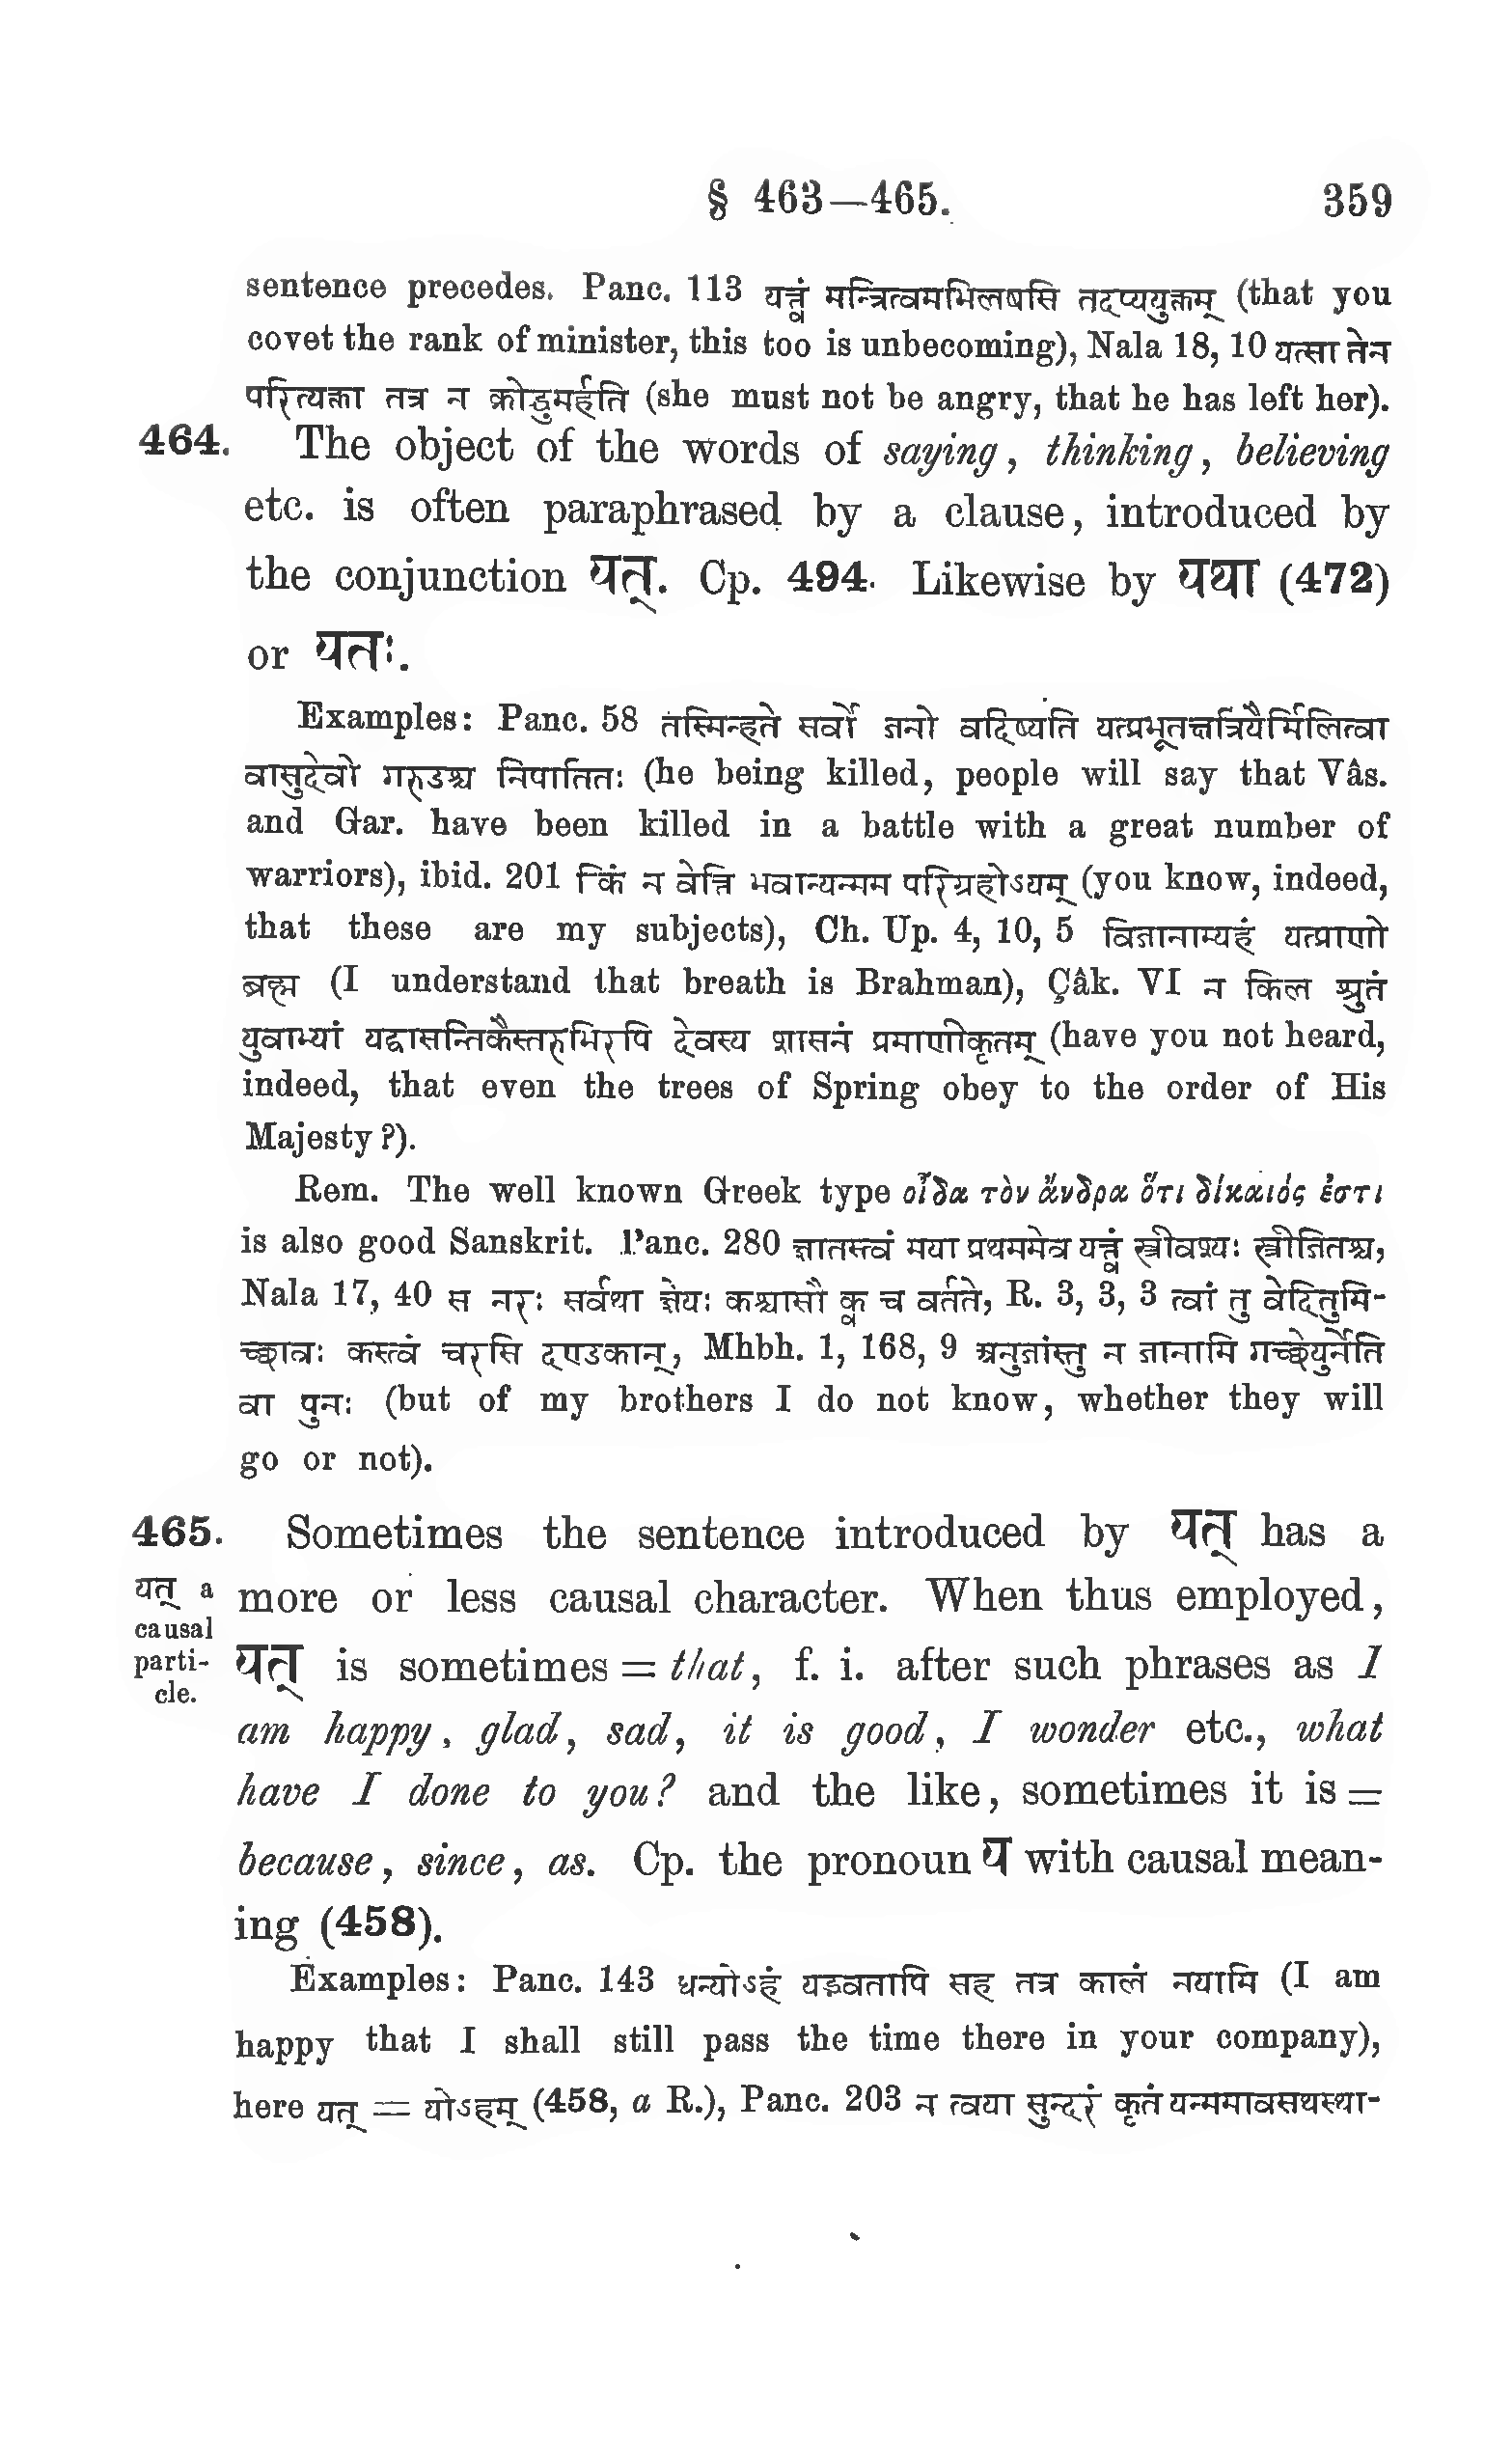 § 463—465. 359
sentence precedes. Panc. 113 यत्त्वं मन्त्रित्वमभिलषसि तदप्ययुक्तम् (that you
covet the rank of minister, this too is unbecoming), Nala 18, 10 यत्सा तेन
परित्यक्ता तत्र न क्रोद्धुमर्हति (she must not be angry, that he has left her).
464. The object of the words of saying, thinking, believing
etc. is often paraphrased by a clause, introduced by
the conjunction यत्. Cp. 494. Likewise by यथा (472)
or यतः.
Examples: Panc. 58 तस्मिन्हते सर्वो जनो वदिष्यति यत्प्रभूतक्षत्रियैर्मिलित्वा
वासुदेवो गरुडश्च निपातितः (he being killed, people will say that Vâs.
and Gar. have been killed in a battle with a great number of
warriors), ibid. 201 किं न वेत्ति भवान्यन्मम परिग्रहोऽयम् (you know, indeed,
that these are my subjects), Ch. Up. 4, 10, 5 विजानाम्यहं यत्प्राणो
ब्रह्म (I understand that breath is Brahman), Çâk. VI न किल श्रुतं
युवाभ्यां यद्वासन्तिकैस्तरुभिरपि देवस्य शासनं प्रमाणीकृतम् (have you not heard,
indeed, that even the trees of Spring obey to the order of His
Majesty?).
Rem. The well known Greek type οἶδα τὸν ἄνδρα ὅτι δίκαιός ἐστι
is also good Sanskrit. Panc. 280 ज्ञातस्त्वं मया प्रथममेव यत्त्वं स्त्रीवश्यः स्त्रीजितश्च,
Nala 17, 40 स नरः सर्वथा ज्ञेयः कश्चासौ क्व च वर्तते, R. 3, 3, 3 त्वां तु वेदितुमि-
च्छावः कस्त्वं चरसि दण्डकान्, Mhbh. 1, 168, 9 अनुजांस्तु न जानामि गच्छेयुर्नेति
वा पुनः (but of my brothers I do not know, whether they will
go or not).
465. Sometimes the sentence introduced by यत् has a
यत् a more or less causal character. When thus employed,
causal
parti- यत् is sometimes = that, f. i. after such phrases as I
cle.
am happy, glad, sad, it is good, I wonder etc., what
have I done to you? and the like, sometimes it is =
because, since, as. Cp. the pronoun य with causal mean-
ing (458).
Examples: Panc. 143 धन्योऽहं यद्भवतापि सह तत्र कालं नयामि (I am
happy that I shall still pass the time there in your company),
here यत् = योऽहम् (458, a R.), Panc. 203 न त्वया सुन्दरं कृतं यन्ममावसथस्था-